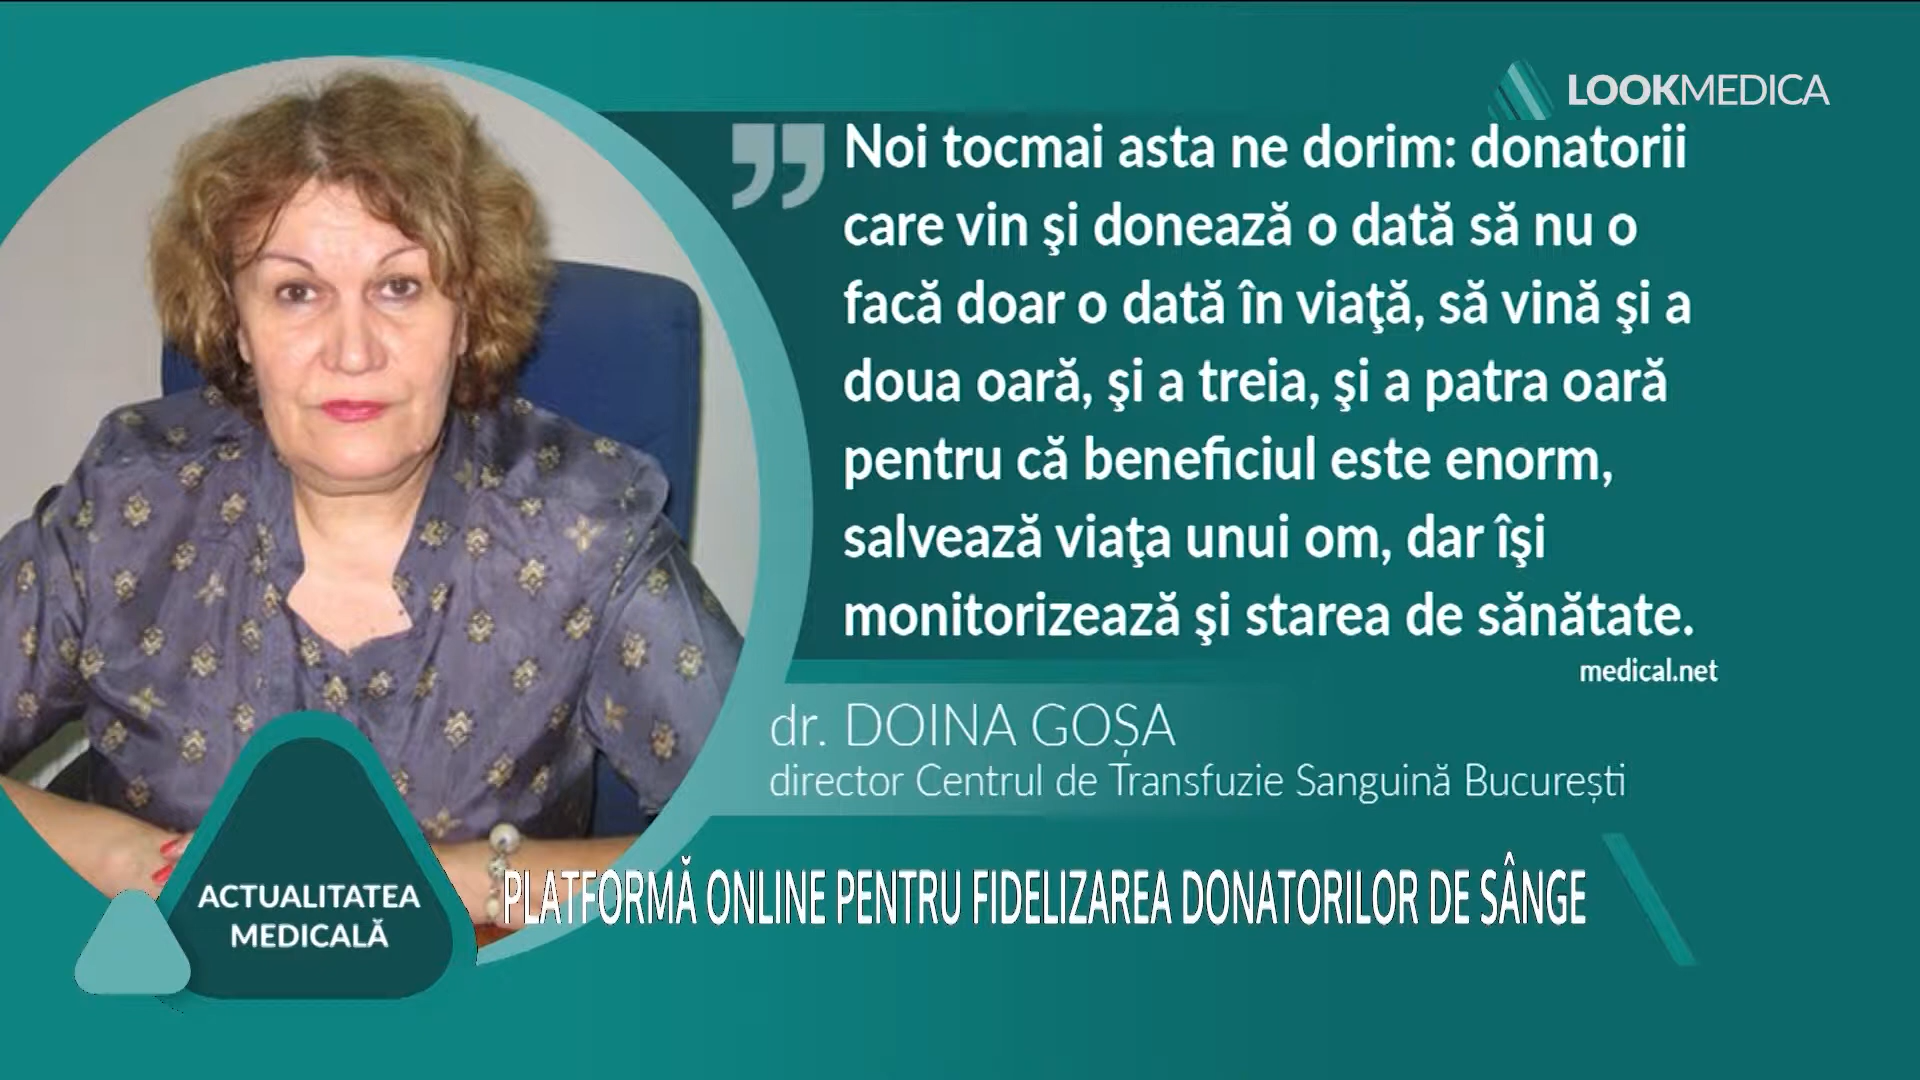 LOOKMEDICA
Noi tocmai asta ne dorim: donatorii
care vin şi donează o dată să nu o
facă doar o dată în viaţă, să vină şi a
doua oară, şi a treia, şi a patra oară
pentru că beneficiul este enorm,
salvează viaţa unui om, dar îşi
monitorizează şi starea de sănătate.
medical.net
dr. DOINA GOȘA
director Centrul de Transfuzie Sanguină București
PLATFORMĂ ONLINE PENTRU FIDELIZAREA DONATORILOR DE SÂNGE
ACTUALITATEA
MEDICALĂ